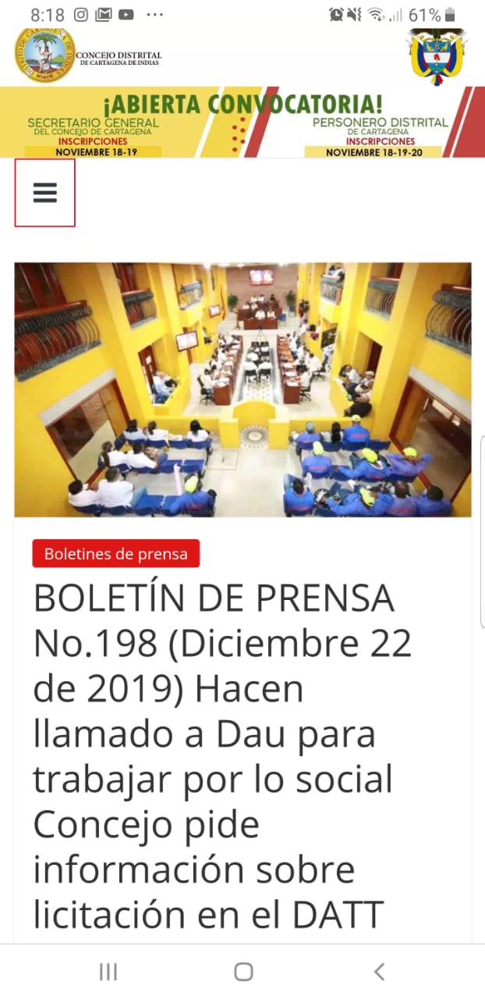 8:18
61%
CONCEJO DISTRITAL
DE CARTAGENA DE INDIAS
¡ABIERTA CONVOCATORIA!
SECRETARIO GENERAL
DEL CONCEJO DE CARTAGENA
INSCRIPCIONES
NOVIEMBRE 18-19
PERSONERO DISTRITAL
DE CARTAGENA
INSCRIPCIONES
NOVIEMBRE 18-19-20
Boletines de prensa
BOLETÍN DE PRENSA
No.198 (Diciembre 22
de 2019) Hacen
llamado a Dau para
trabajar por lo social
Concejo pide
información sobre
licitación en el DATT